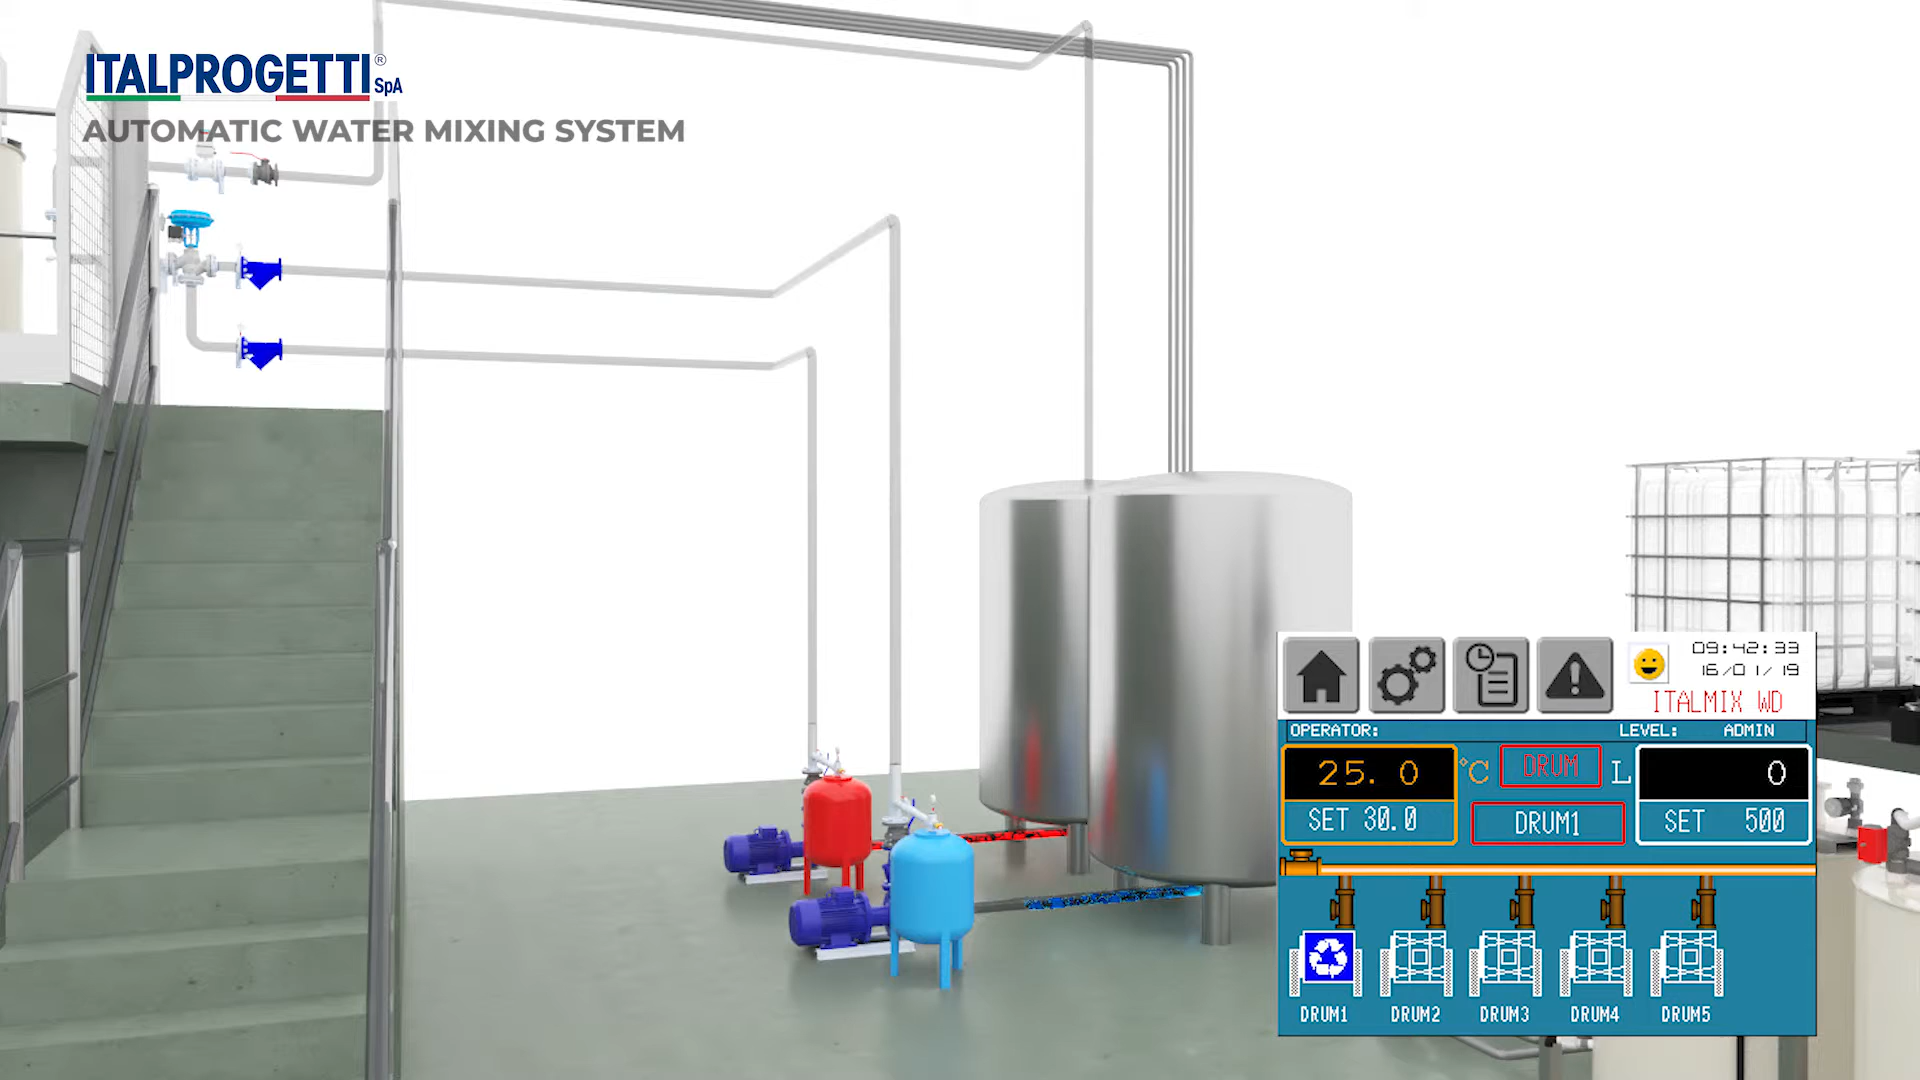 ITALPROGETTI® SpA
AUTOMATIC WATER MIXING SYSTEM
09:42:33
16/01/19
ITALMIX WD
OPERATOR: LEVEL: ADMIN
25.0 °C DRUM L 0
SET 30.0 DRUM1 SET 500
DRUM1 DRUM2 DRUM3 DRUM4 DRUM5